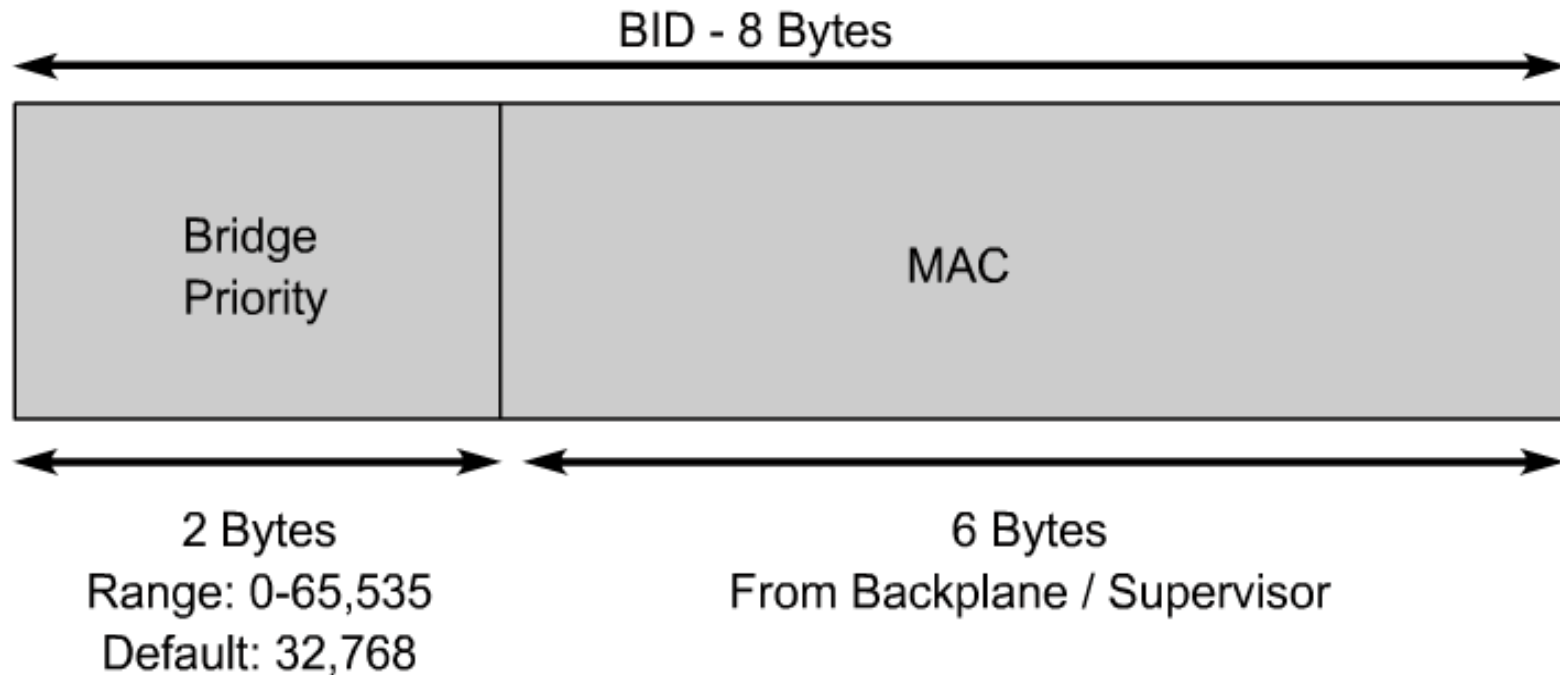 BID - 8 Bytes
Bridge
Priority
MAC
2 Bytes
Range: 0-65,535
Default: 32,768
6 Bytes
From Backplane / Supervisor